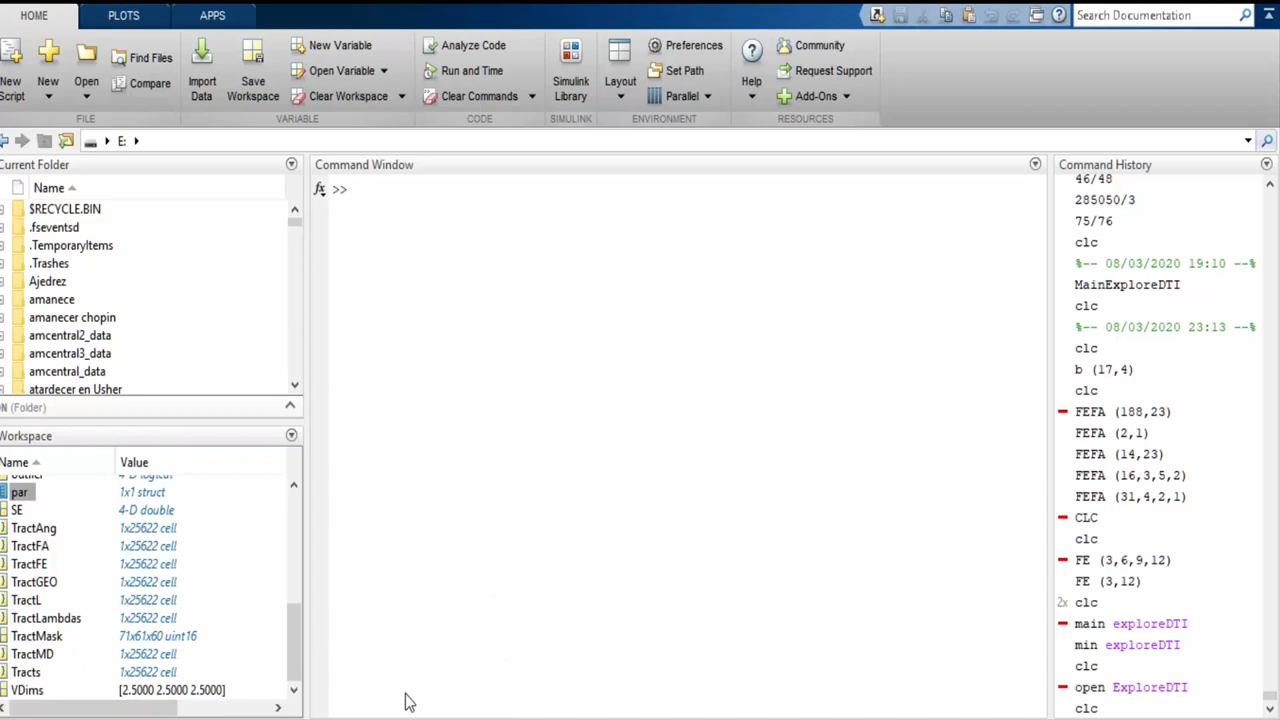 HOME PLOTS APPS
Search Documentation
New Script
New
Open
Find Files
Compare
Import Data
Save Workspace
New Variable
Open Variable
Clear Workspace
Analyze Code
Run and Time
Clear Commands
Simulink Library
Layout
Preferences
Set Path
Parallel
Help
Community
Request Support
Add-Ons
FILE VARIABLE CODE SIMULINK ENVIRONMENT RESOURCES
E:
Current Folder
Name
$RECYCLE.BIN
.fseventsd
.TemporaryItems
.Trashes
Ajedrez
amanece
amanecer chopin
amcentral2_data
amcentral3_data
amcentral_data
atardecer en Usher
(Folder)
Workspace
Name Value
4-D logical
par 1x1 struct
SE 4-D double
TractAng 1x25622 cell
TractFA 1x25622 cell
TractFE 1x25622 cell
TractGEO 1x25622 cell
TractL 1x25622 cell
TractLambdas 1x25622 cell
TractMask 71x61x60 uint16
TractMD 1x25622 cell
Tracts 1x25622 cell
VDims [2.5000 2.5000 2.5000]
Command Window
fx >>
Command History
46/48
285050/3
75/76
clc
%-- 08/03/2020 19:10 --%
MainExploreDTI
clc
%-- 08/03/2020 23:13 --%
clc
b (17,4)
clc
FEFA (188,23)
FEFA (2,1)
FEFA (14,23)
FEFA (16,3,5,2)
FEFA (31,4,2,1)
CLC
clc
FE (3,6,9,12)
FE (3,12)
2x clc
main exploreDTI
min exploreDTI
clc
open ExploreDTI
clc